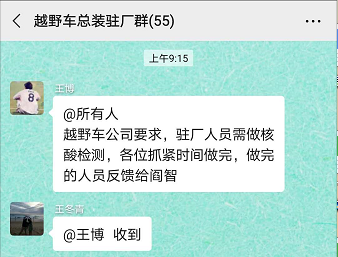 越野车总装驻厂群(55)
上午9:15
王博
@所有人
越野车公司要求，驻厂人员需做核
酸检测，各位抓紧时间做完，做完
的人员反馈给阎智
王冬青
@王博 收到